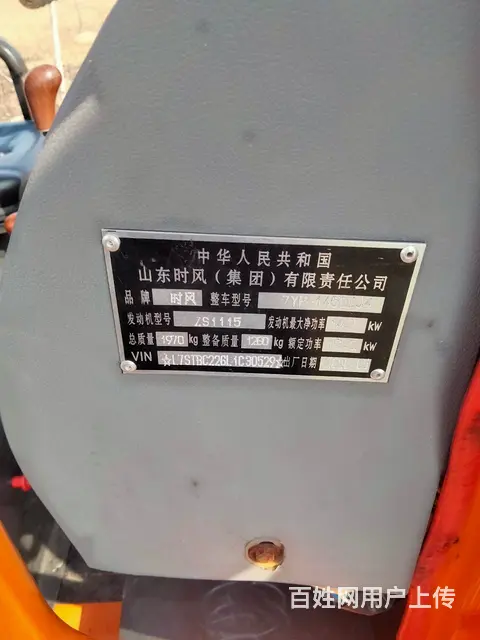 中华人民共和国
山东时风（集团）有限责任公司
品牌 时风 整车型号
发动机型号 ZS1115 发动机最大净功率 kW
总质量 1970 kg 整备质量 1260 kg 额定功率 kW
VIN ☆L7STBC226L1C30529☆ 出厂日期
百姓网用户上传